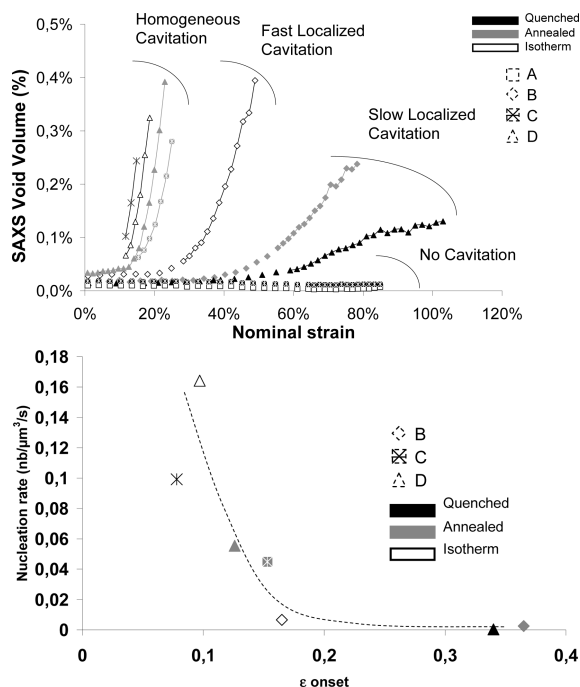 Homogeneous
Cavitation
Fast Localized
Cavitation
Slow Localized
Cavitation
No Cavitation
Quenched
Annealed
Isotherm
A
B
C
D
SAXS Void Volume (%)
0,5%
0,4%
0,3%
0,2%
0,1%
0,0%
0% 20% 40% 60% 80% 100% 120%
Nominal strain
Nucleation rate (nb/µm³/s)
0,18
0,16
0,14
0,12
0,1
0,08
0,06
0,04
0,02
0
B
C
D
Quenched
Annealed
Isotherm
0 0,1 0,2 0,3 0,4
ε onset